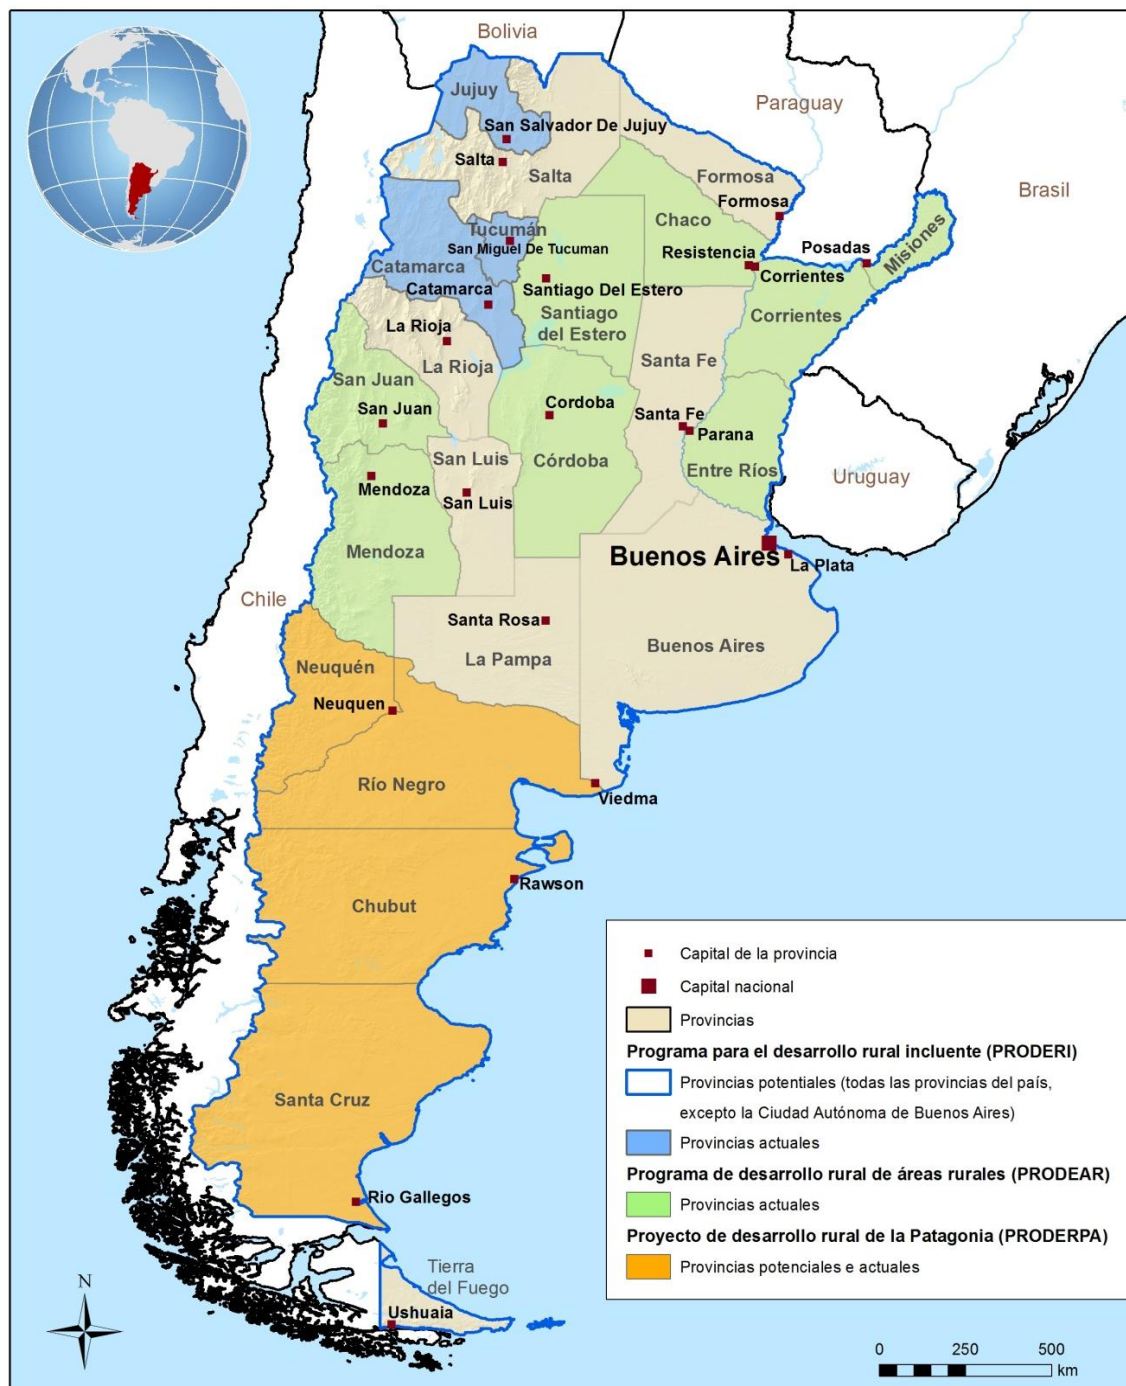 Bolivia
Jujuy
Paraguay
San Salvador De Jujuy
Salta
Salta
Formosa
Brasil
Formosa
Chaco
Tucumán
San Miguel De Tucuman
Resistencia
Posadas
Misiones
Catamarca
Corrientes
Catamarca
Santiago Del Estero
Santiago
del Estero
Corrientes
La Rioja
La Rioja
Santa Fe
San Juan
San Juan
Cordoba
Santa Fe
Parana
San Luis
Córdoba
Entre Ríos
Uruguay
Mendoza
San Luis
Mendoza
Buenos Aires
La Plata
Chile
Santa Rosa
Buenos Aires
La Pampa
Neuquén
Neuquen
Río Negro
Viedma
Rawson
Chubut
Santa Cruz
Rio Gallegos
Tierra
del Fuego
Ushuaia
N
Capital de la provincia
Capital nacional
Provincias
Programa para el desarrollo rural incluente (PRODERI)
Provincias potentiales (todas las provincias del país,
excepto la Ciudad Autónoma de Buenos Aires)
Provincias actuales
Programa de desarrollo rural de áreas rurales (PRODEAR)
Provincias actuales
Proyecto de desarrollo rural de la Patagonia (PRODERPA)
Provincias potenciales e actuales
0 250 500
km